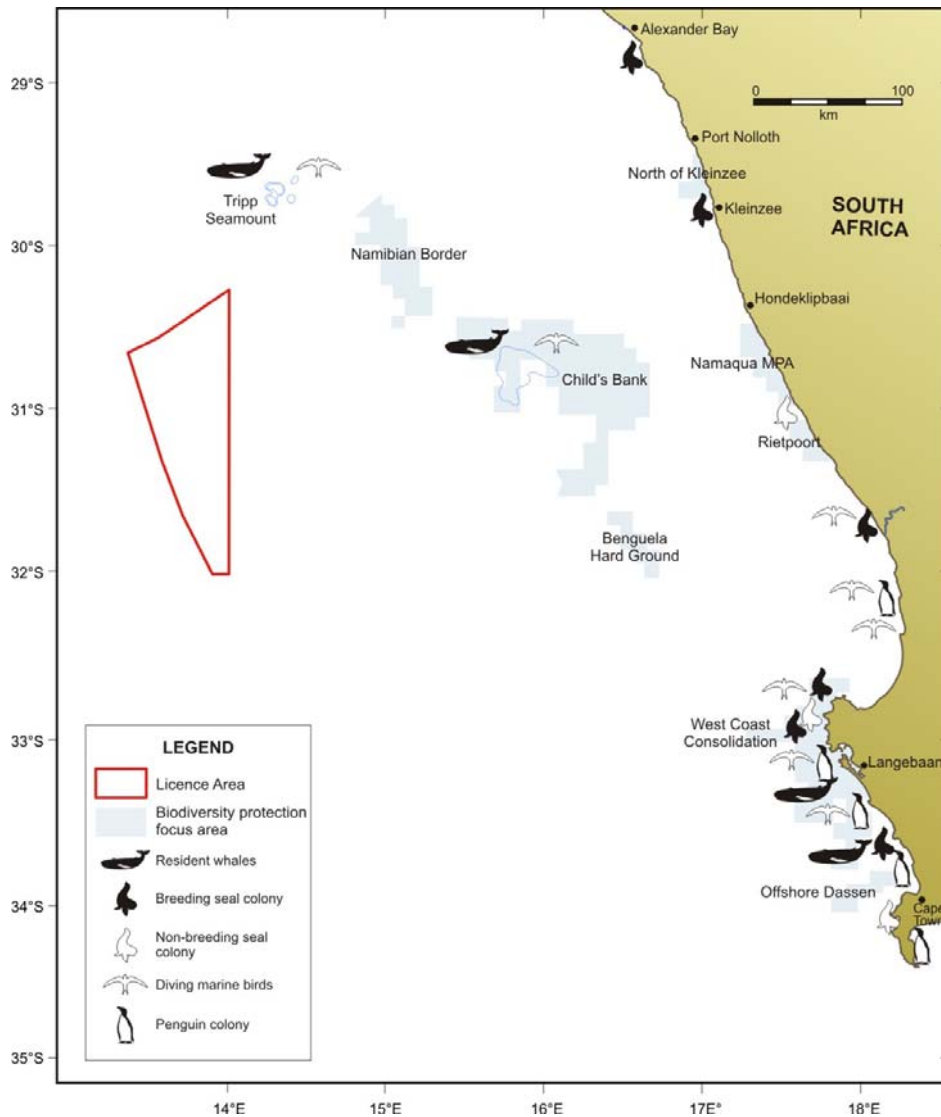 Alexander Bay
29°S
0 100
km
Port Nolloth
North of Kleinzee
Tripp
Seamount
Kleinzee
SOUTH
AFRICA
30°S
Namibian Border
Hondeklipbaai
Namaqua MPA
Child's Bank
31°S
Rietpoort
Benguela
Hard Ground
32°S
West Coast
Consolidation
33°S
Langebaan
LEGEND
Licence Area
Biodiversity protection
focus area
Resident whales
Breeding seal colony
Non-breeding seal
colony
Diving marine birds
Penguin colony
Offshore Dassen
34°S
Cape
Town
35°S
14°E 15°E 16°E 17°E 18°E